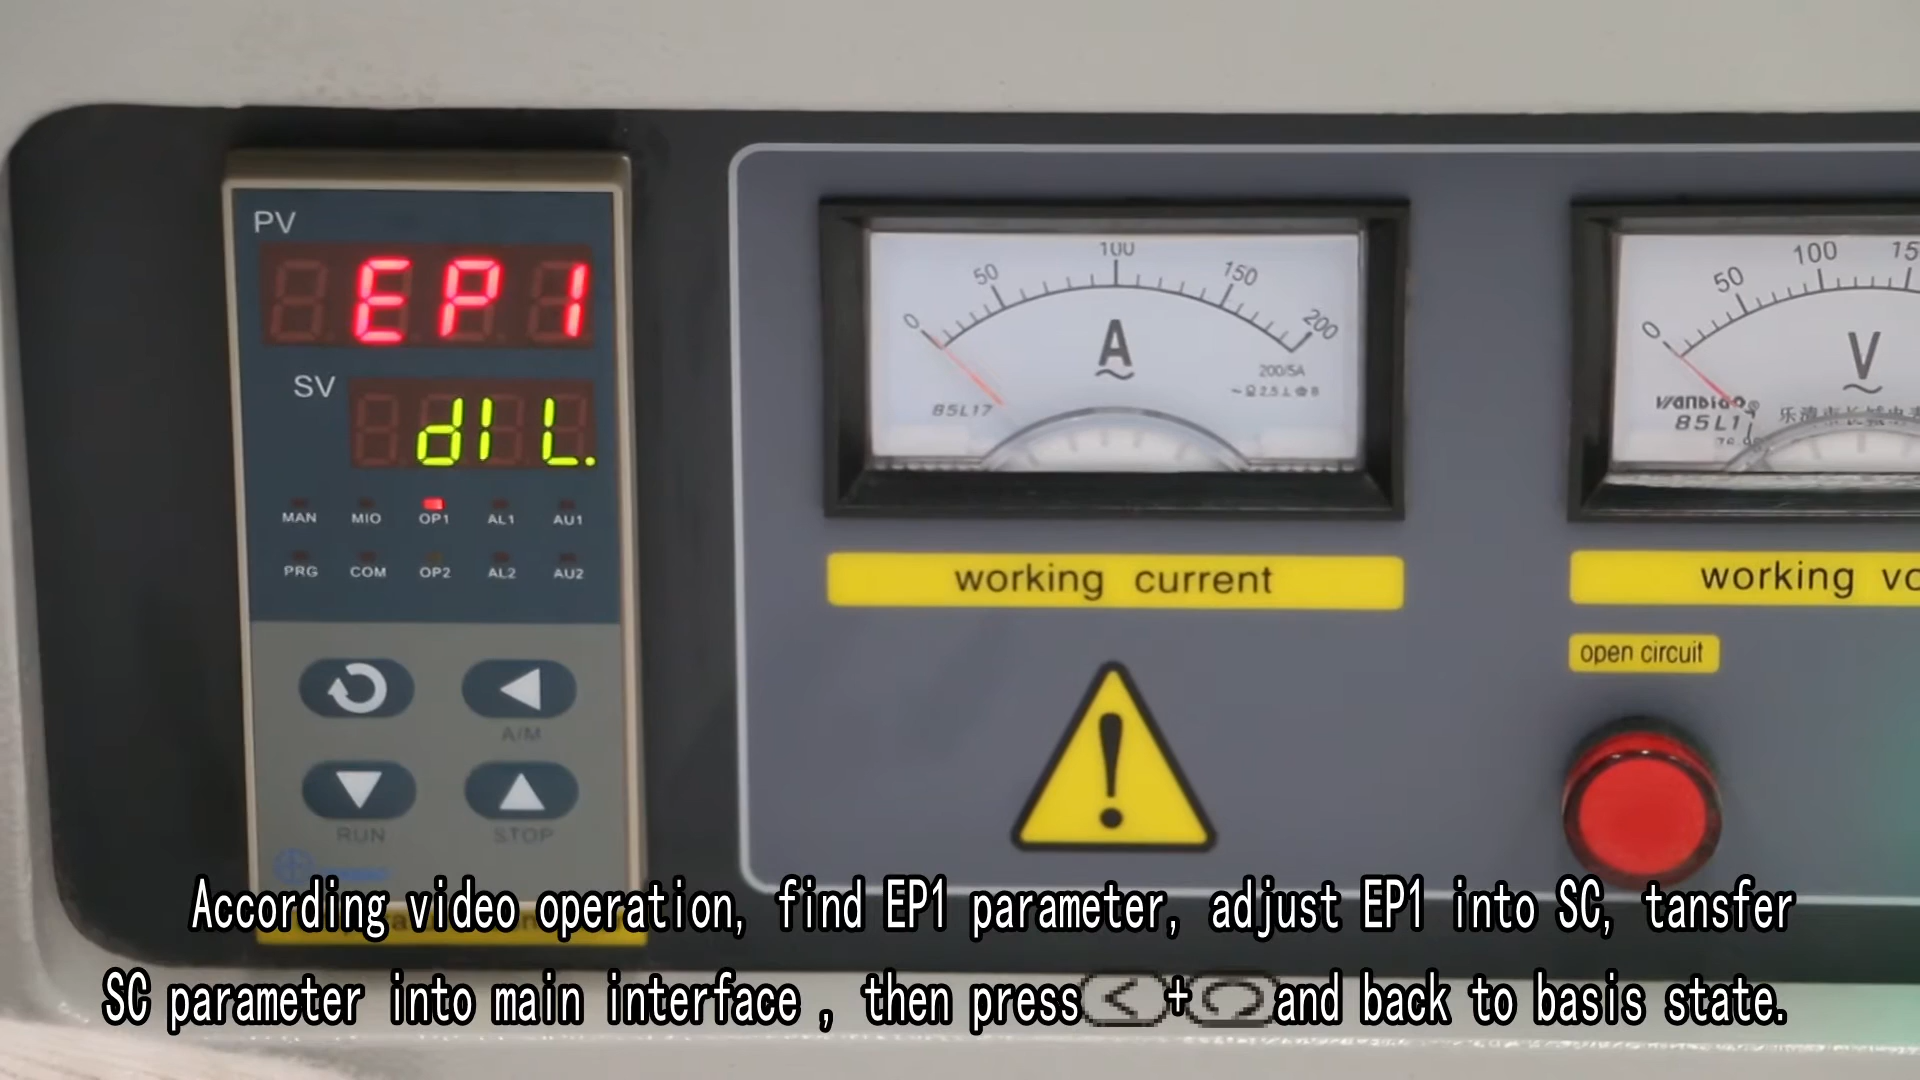 PV
EP1
SV
dIL.
MAN MIO OP1 AL1 AU1
PRG COM OP2 AL2 AU2
A/M
RUN STOP
0 50 100 150 200
A
200/5A
85L17
working current
0 50 100 15
V
85L1
working vo
open circuit
!
According video operation, find EP1 parameter, adjust EP1 into SC, tansfer
SC parameter into main interface , then press < + and back to basis state.